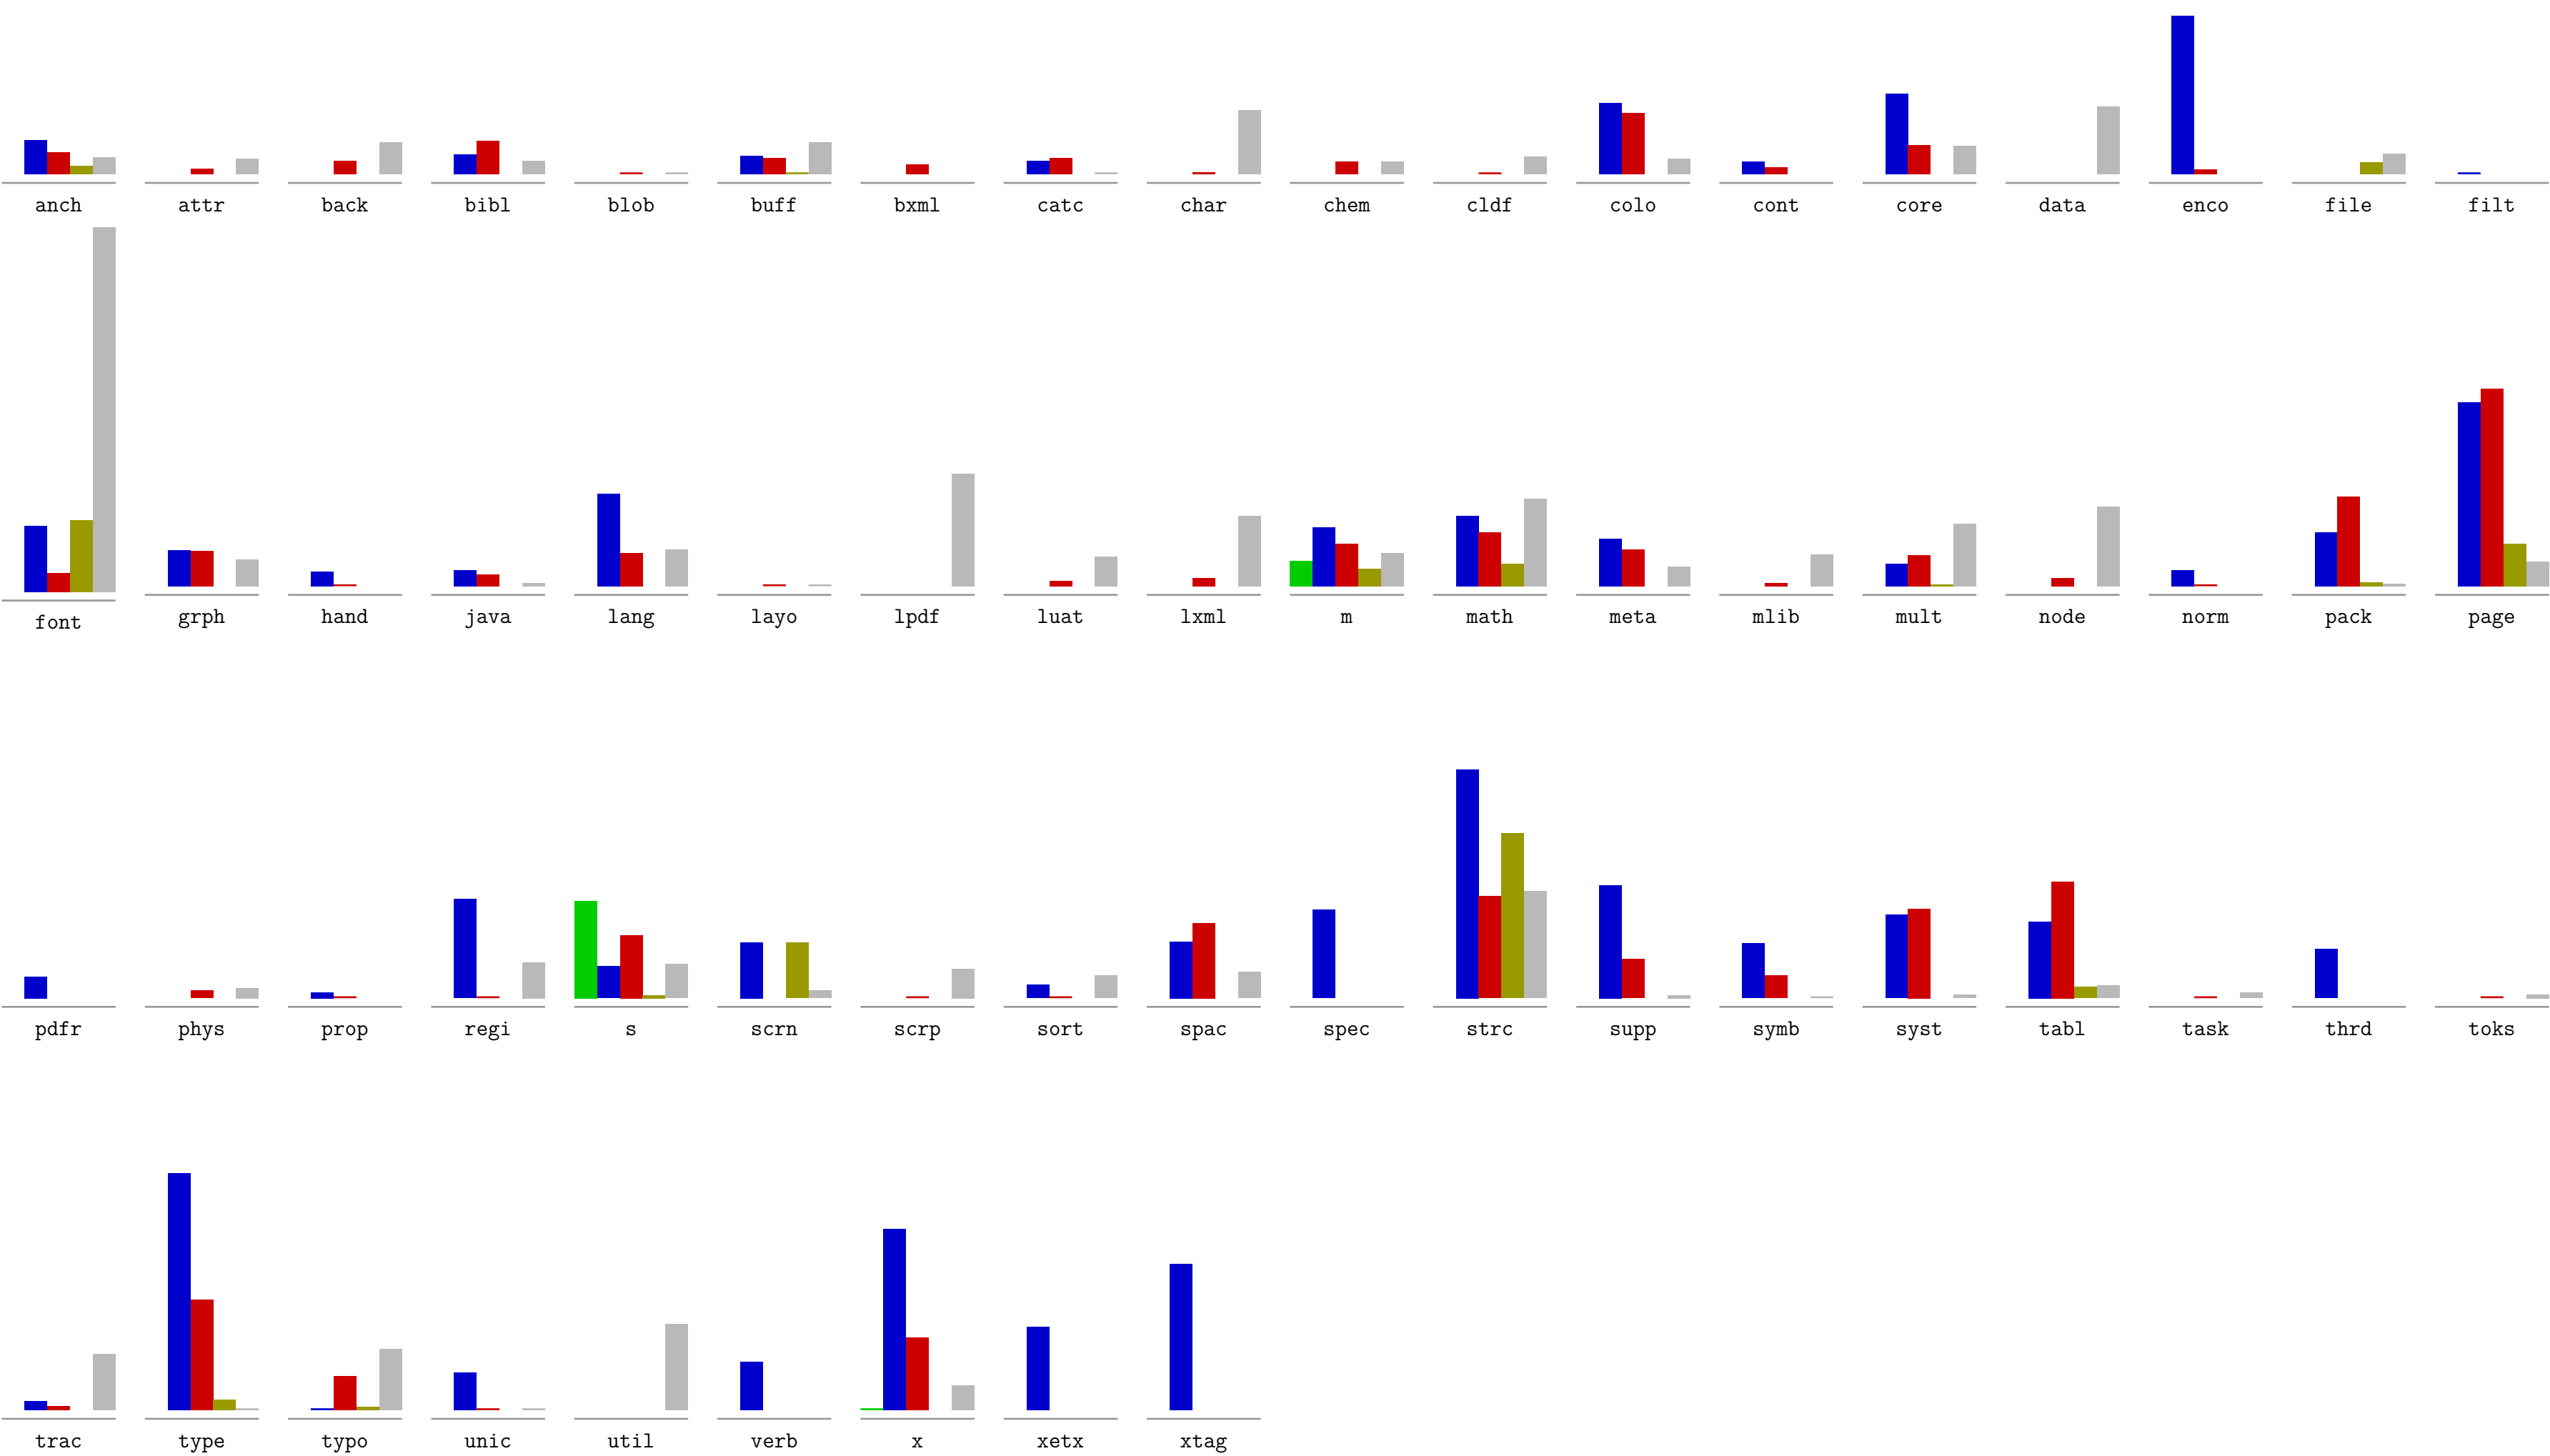 anch attr back bibl blob buff bxml catc char chem cldf colo cont core data enco file filt
font grph hand java lang layo lpdf luat lxml m math meta mlib mult node norm pack page
pdfr phys prop regi s scrn scrp sort spac spec strc supp symb syst tabl task thrd toks
trac type typo unic util verb x xetx xtag